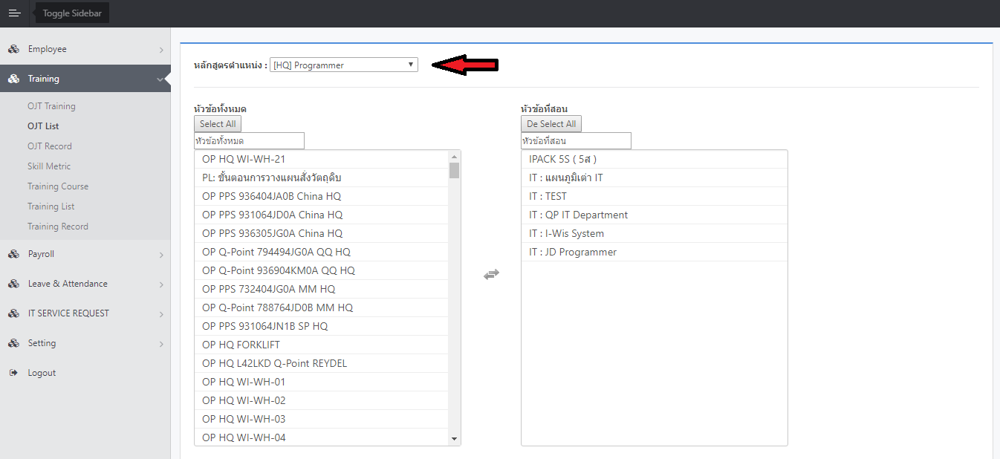 Toggle Sidebar
Employee
Training
OJT Training
OJT List
OJT Record
Skill Metric
Training Course
Training List
Training Record
Payroll
Leave & Attendance
IT SERVICE REQUEST
Setting
Logout
หลักสูตรตำแหน่ง : [HQ] Programmer
หัวข้อทั้งหมด
Select All
หัวข้อทั้งหมด
OP HQ WI-WH-21
PL: ขั้นตอนการวางแผนสั่งวัตถุดิบ
OP PPS 936404JA0B China HQ
OP PPS 931064JD0A China HQ
OP PPS 936305JG0A China HQ
OP Q-Point 794494JG0A QQ HQ
OP Q-Point 936904KM0A QQ HQ
OP PPS 732404JG0A MM HQ
OP Q-Point 788764JD0B MM HQ
OP PPS 931064JN1B SP HQ
OP HQ FORKLIFT
OP HQ L42LKD Q-Point REYDEL
OP HQ WI-WH-01
OP HQ WI-WH-02
OP HQ WI-WH-03
OP HQ WI-WH-04
หัวข้อที่สอน
De Select All
หัวข้อที่สอน
IPACK 5S ( 5ส )
IT : แผนภูมิเต่า IT
IT : TEST
IT : QP IT Department
IT : I-Wis System
IT : JD Programmer